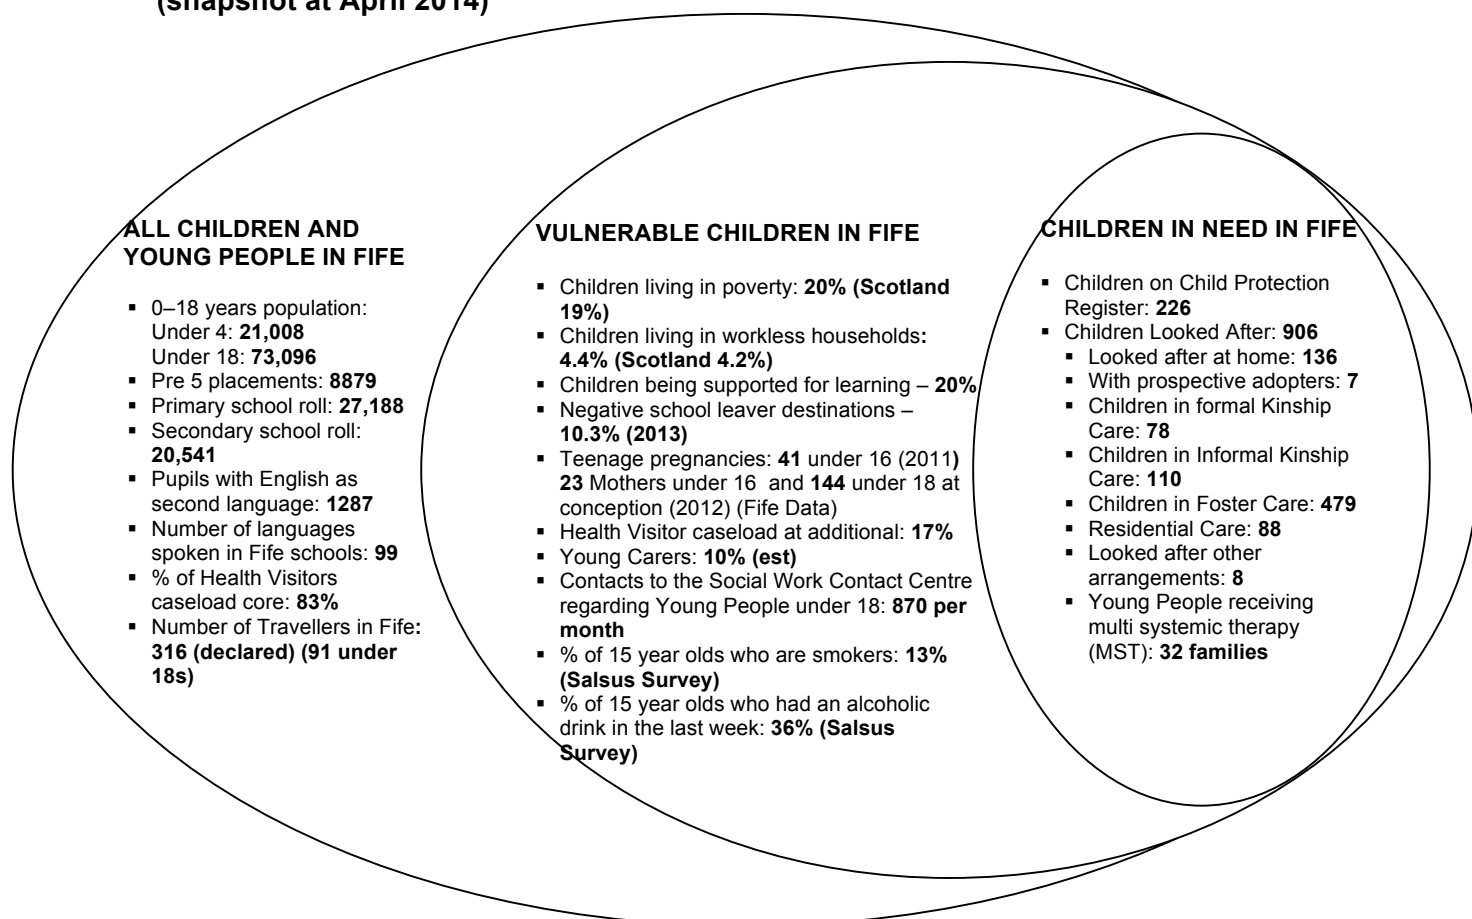 (snapshot at April 2014)
ALL CHILDREN AND
YOUNG PEOPLE IN FIFE
▪ 0–18 years population:
Under 4: 21,008
Under 18: 73,096
▪ Pre 5 placements: 8879
▪ Primary school roll: 27,188
▪ Secondary school roll:
20,541
▪ Pupils with English as
second language: 1287
▪ Number of languages
spoken in Fife schools: 99
▪ % of Health Visitors
caseload core: 83%
▪ Number of Travellers in Fife:
316 (declared) (91 under
18s)
VULNERABLE CHILDREN IN FIFE
▪ Children living in poverty: 20% (Scotland
19%)
▪ Children living in workless households:
4.4% (Scotland 4.2%)
▪ Children being supported for learning – 20%
▪ Negative school leaver destinations –
10.3% (2013)
▪ Teenage pregnancies: 41 under 16 (2011)
23 Mothers under 16 and 144 under 18 at
conception (2012) (Fife Data)
▪ Health Visitor caseload at additional: 17%
▪ Young Carers: 10% (est)
▪ Contacts to the Social Work Contact Centre
regarding Young People under 18: 870 per
month
▪ % of 15 year olds who are smokers: 13%
(Salsus Survey)
▪ % of 15 year olds who had an alcoholic
drink in the last week: 36% (Salsus
Survey)
CHILDREN IN NEED IN FIFE
▪ Children on Child Protection
Register: 226
▪ Children Looked After: 906
▪ Looked after at home: 136
▪ With prospective adopters: 7
▪ Children in formal Kinship
Care: 78
▪ Children in Informal Kinship
Care: 110
▪ Children in Foster Care: 479
▪ Residential Care: 88
▪ Looked after other
arrangements: 8
▪ Young People receiving
multi systemic therapy
(MST): 32 families